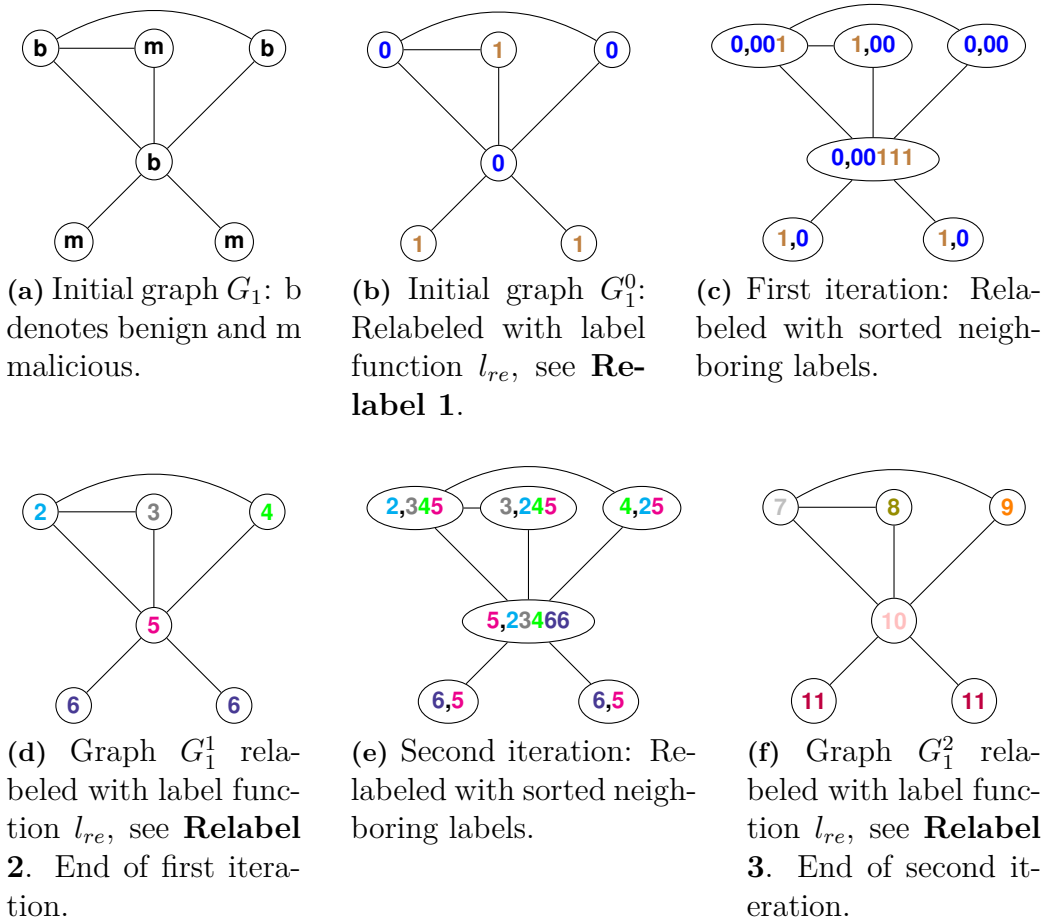 b m b
b
m m
0 1 0
0
1 1
0,001 1,00 0,00
0,00111
1,0 1,0
(a) Initial graph G₁: b
denotes benign and m
malicious.
(b) Initial graph G₁⁰:
Relabeled with label
function lᵣₑ, see Re-
label 1.
(c) First iteration: Rela-
beled with sorted neigh-
boring labels.
2 3 4
5
6 6
2,345 3,245 4,25
5,23466
6,5 6,5
7 8 9
10
11 11
(d) Graph G₁¹ rela-
beled with label func-
tion lᵣₑ, see Relabel
2. End of first itera-
tion.
(e) Second iteration: Re-
labeled with sorted neigh-
boring labels.
(f) Graph G₁² re-
labeled with label func-
tion lᵣₑ, see Relabel
3. End of second it-
eration.